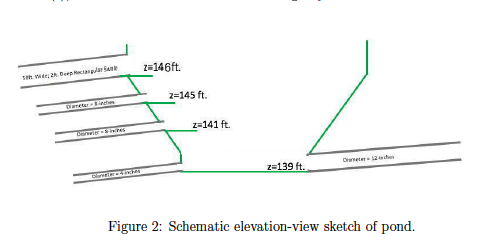 z=146ft.
10ft. Wide; 2ft. Deep Rectangular Swale
z=145 ft.
Diameter = 8-inches
z=141 ft.
Diameter = 8-inches
Diameter = 12-inches
z=139 ft.
Diameter = 4-inches
Figure 2: Schematic elevation-view sketch of pond.